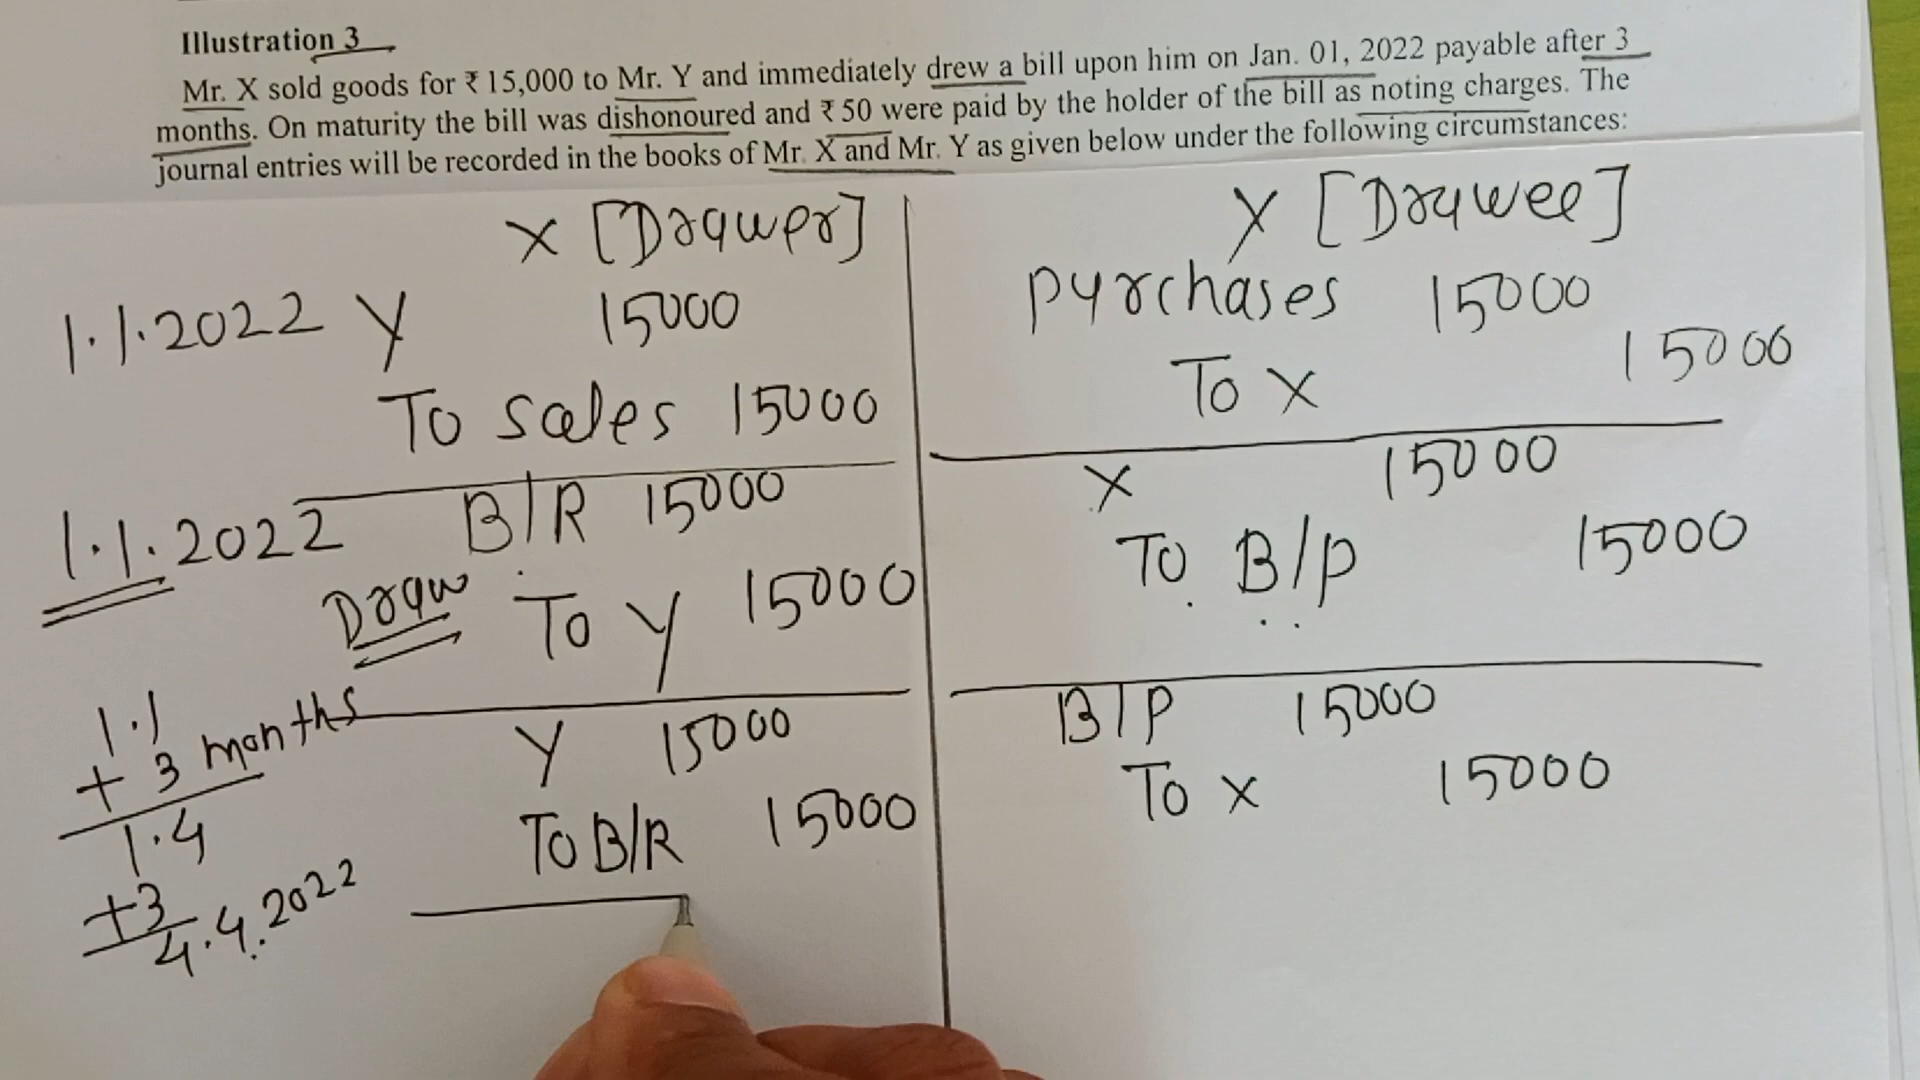 Illustration 3
Mr. X sold goods for ₹ 15,000 to Mr. Y and immediately drew a bill upon him on Jan. 01, 2022 payable after 3
months. On maturity the bill was dishonoured and ₹ 50 were paid by the holder of the bill as noting charges. The
journal entries will be recorded in the books of Mr. X and Mr. Y as given below under the following circumstances:
X [Drawer]
1.1.2022 Y 15000
To sales 15000
1.1.2022 B/R 15000
Draw To Y 15000
1.1
+ 3 months
1.4
+3
4.4.2022
Y 15000
To B/R 15000
Y [Drawee]
purchases 15000
To X 15000
X 15000
To B/P 15000
B/P 15000
To X 15000